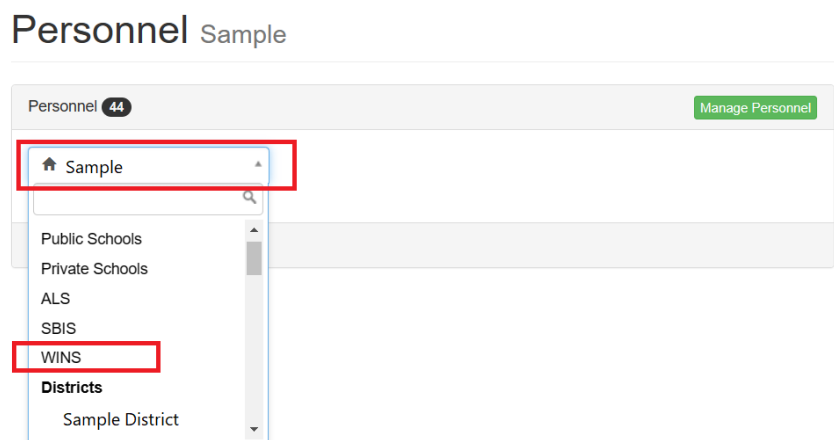 Personnel Sample
Personnel 44
Manage Personnel
Sample
Public Schools
Private Schools
ALS
SBIS
WINS
Districts
Sample District